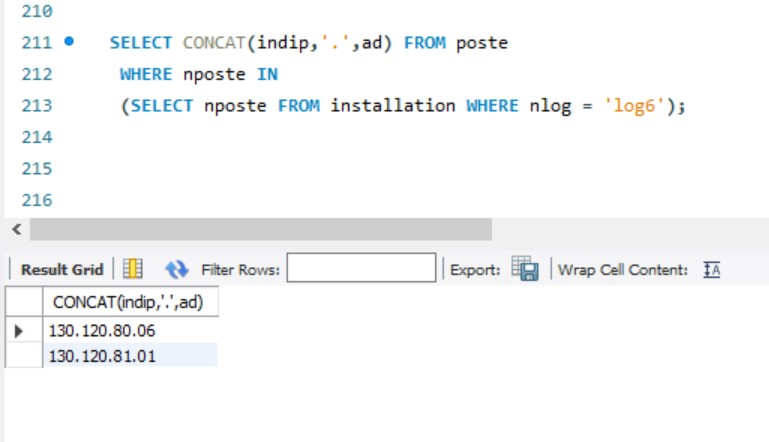 210
211 SELECT CONCAT(indip,'.',ad) FROM poste
212 WHERE nposte IN
213 (SELECT nposte FROM installation WHERE nlog = 'log6');
214
215
216
Result Grid Filter Rows: Export: Wrap Cell Content: IA
CONCAT(indip,'.',ad)
130.120.80.06
130.120.81.01